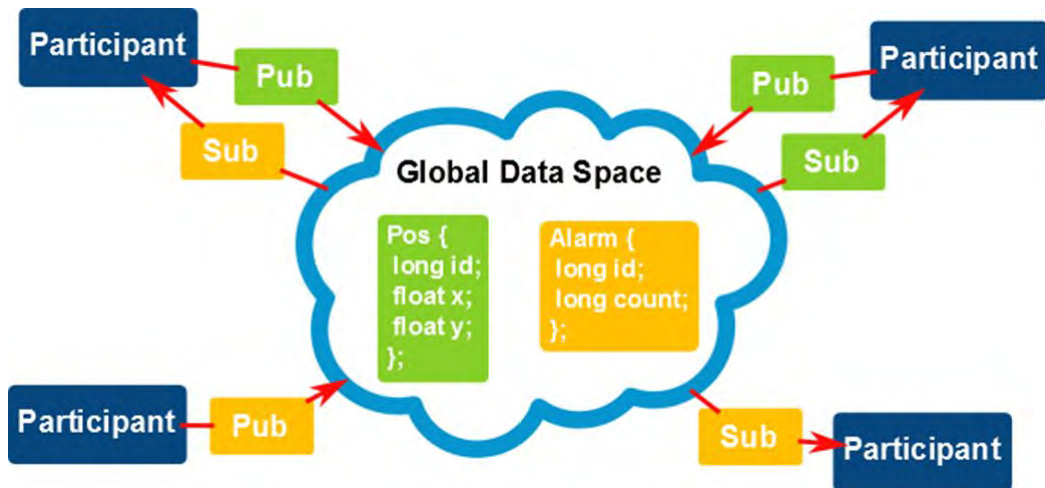 Participant
Pub
Sub
Participant
Pub
Sub
Global Data Space
Pos {
long id;
float x;
float y;
};
Alarm {
long id;
long count;
};
Participant
Pub
Sub
Participant